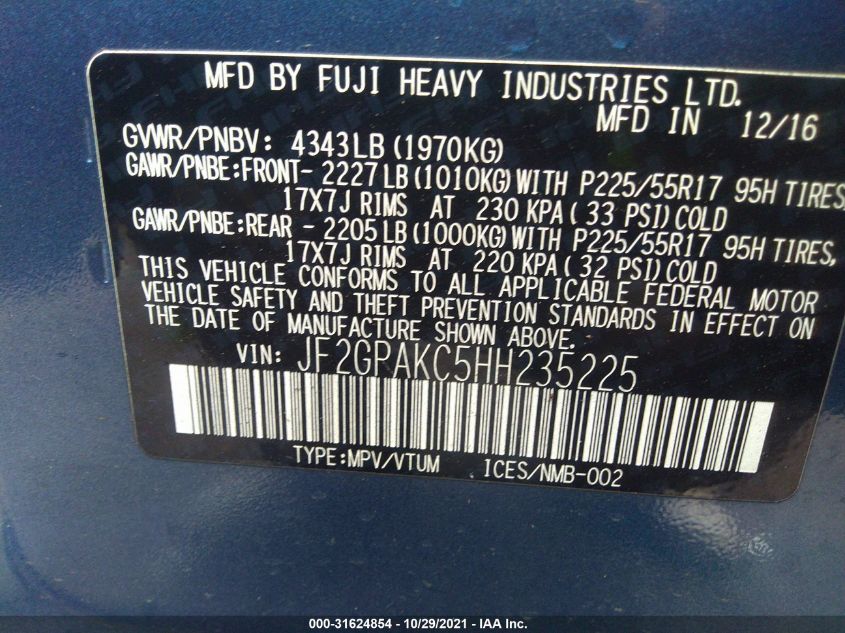 MFD BY FUJI HEAVY INDUSTRIES LTD.
MFD IN 12/16
GVWR/PNBV: 4343LB (1970KG)
GAWR/PNBE:FRONT- 2227LB (1010KG) WITH P225/55R17 95H TIRES,
17X7J RIMS AT 230 KPA( 33 PSI) COLD
GAWR/PNBE:REAR - 2205LB (1000KG) WITH P225/55R17 95H TIRES,
17X7J RIMS AT 220 KPA( 32 PSI) COLD
THIS VEHICLE CONFORMS TO ALL APPLICABLE FEDERAL MOTOR
VEHICLE SAFETY AND THEFT PREVENTION STANDARDS IN EFFECT ON
THE DATE OF MANUFACTURE SHOWN ABOVE.
VIN: JF2GPAKC5HH235225
TYPE:MPV/VTUM ICES/NMB-002
000-31624854 - 10/29/2021 - IAA Inc.